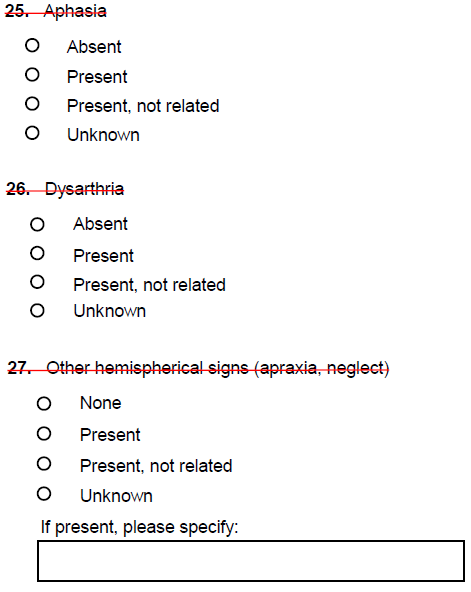 25. Aphasia
Absent
Present
Present, not related
Unknown
26. Dysarthria
Absent
Present
Present, not related
Unknown
27. Other hemispherical signs (apraxia, neglect)
None
Present
Present, not related
Unknown
If present, please specify: